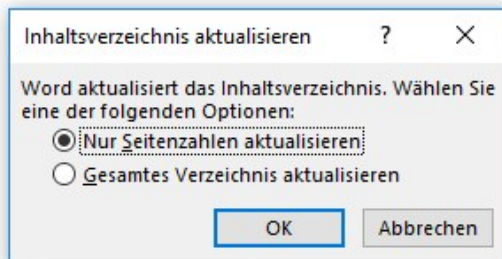 Inhaltsverzeichnis aktualisieren ?
Word aktualisiert das Inhaltsverzeichnis. Wählen Sie
eine der folgenden Optionen:
Nur Seitenzahlen aktualisieren
Gesamtes Verzeichnis aktualisieren
OK Abbrechen